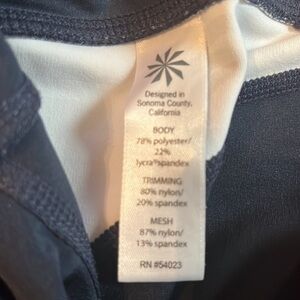 Designed in
Sonoma County,
California
BODY
78% polyester/
22%
lycra® spandex
TRIMMING
80% nylon/
20% spandex
MESH
87% nylon/
13% spandex
RN #54023